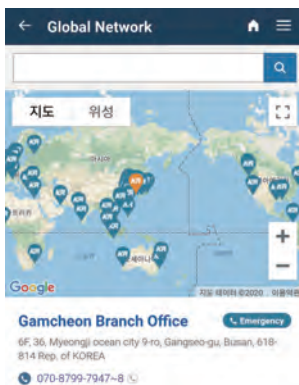 Global Network
지도 위성
KR
Google
지도 데이터 ©2020
Gamcheon Branch Office
Emergency
6F, 36, Myeongji ocean city 9-ro, Gangseo-gu, Busan, 618-
814 Rep. of KOREA
070-8799-7947~8